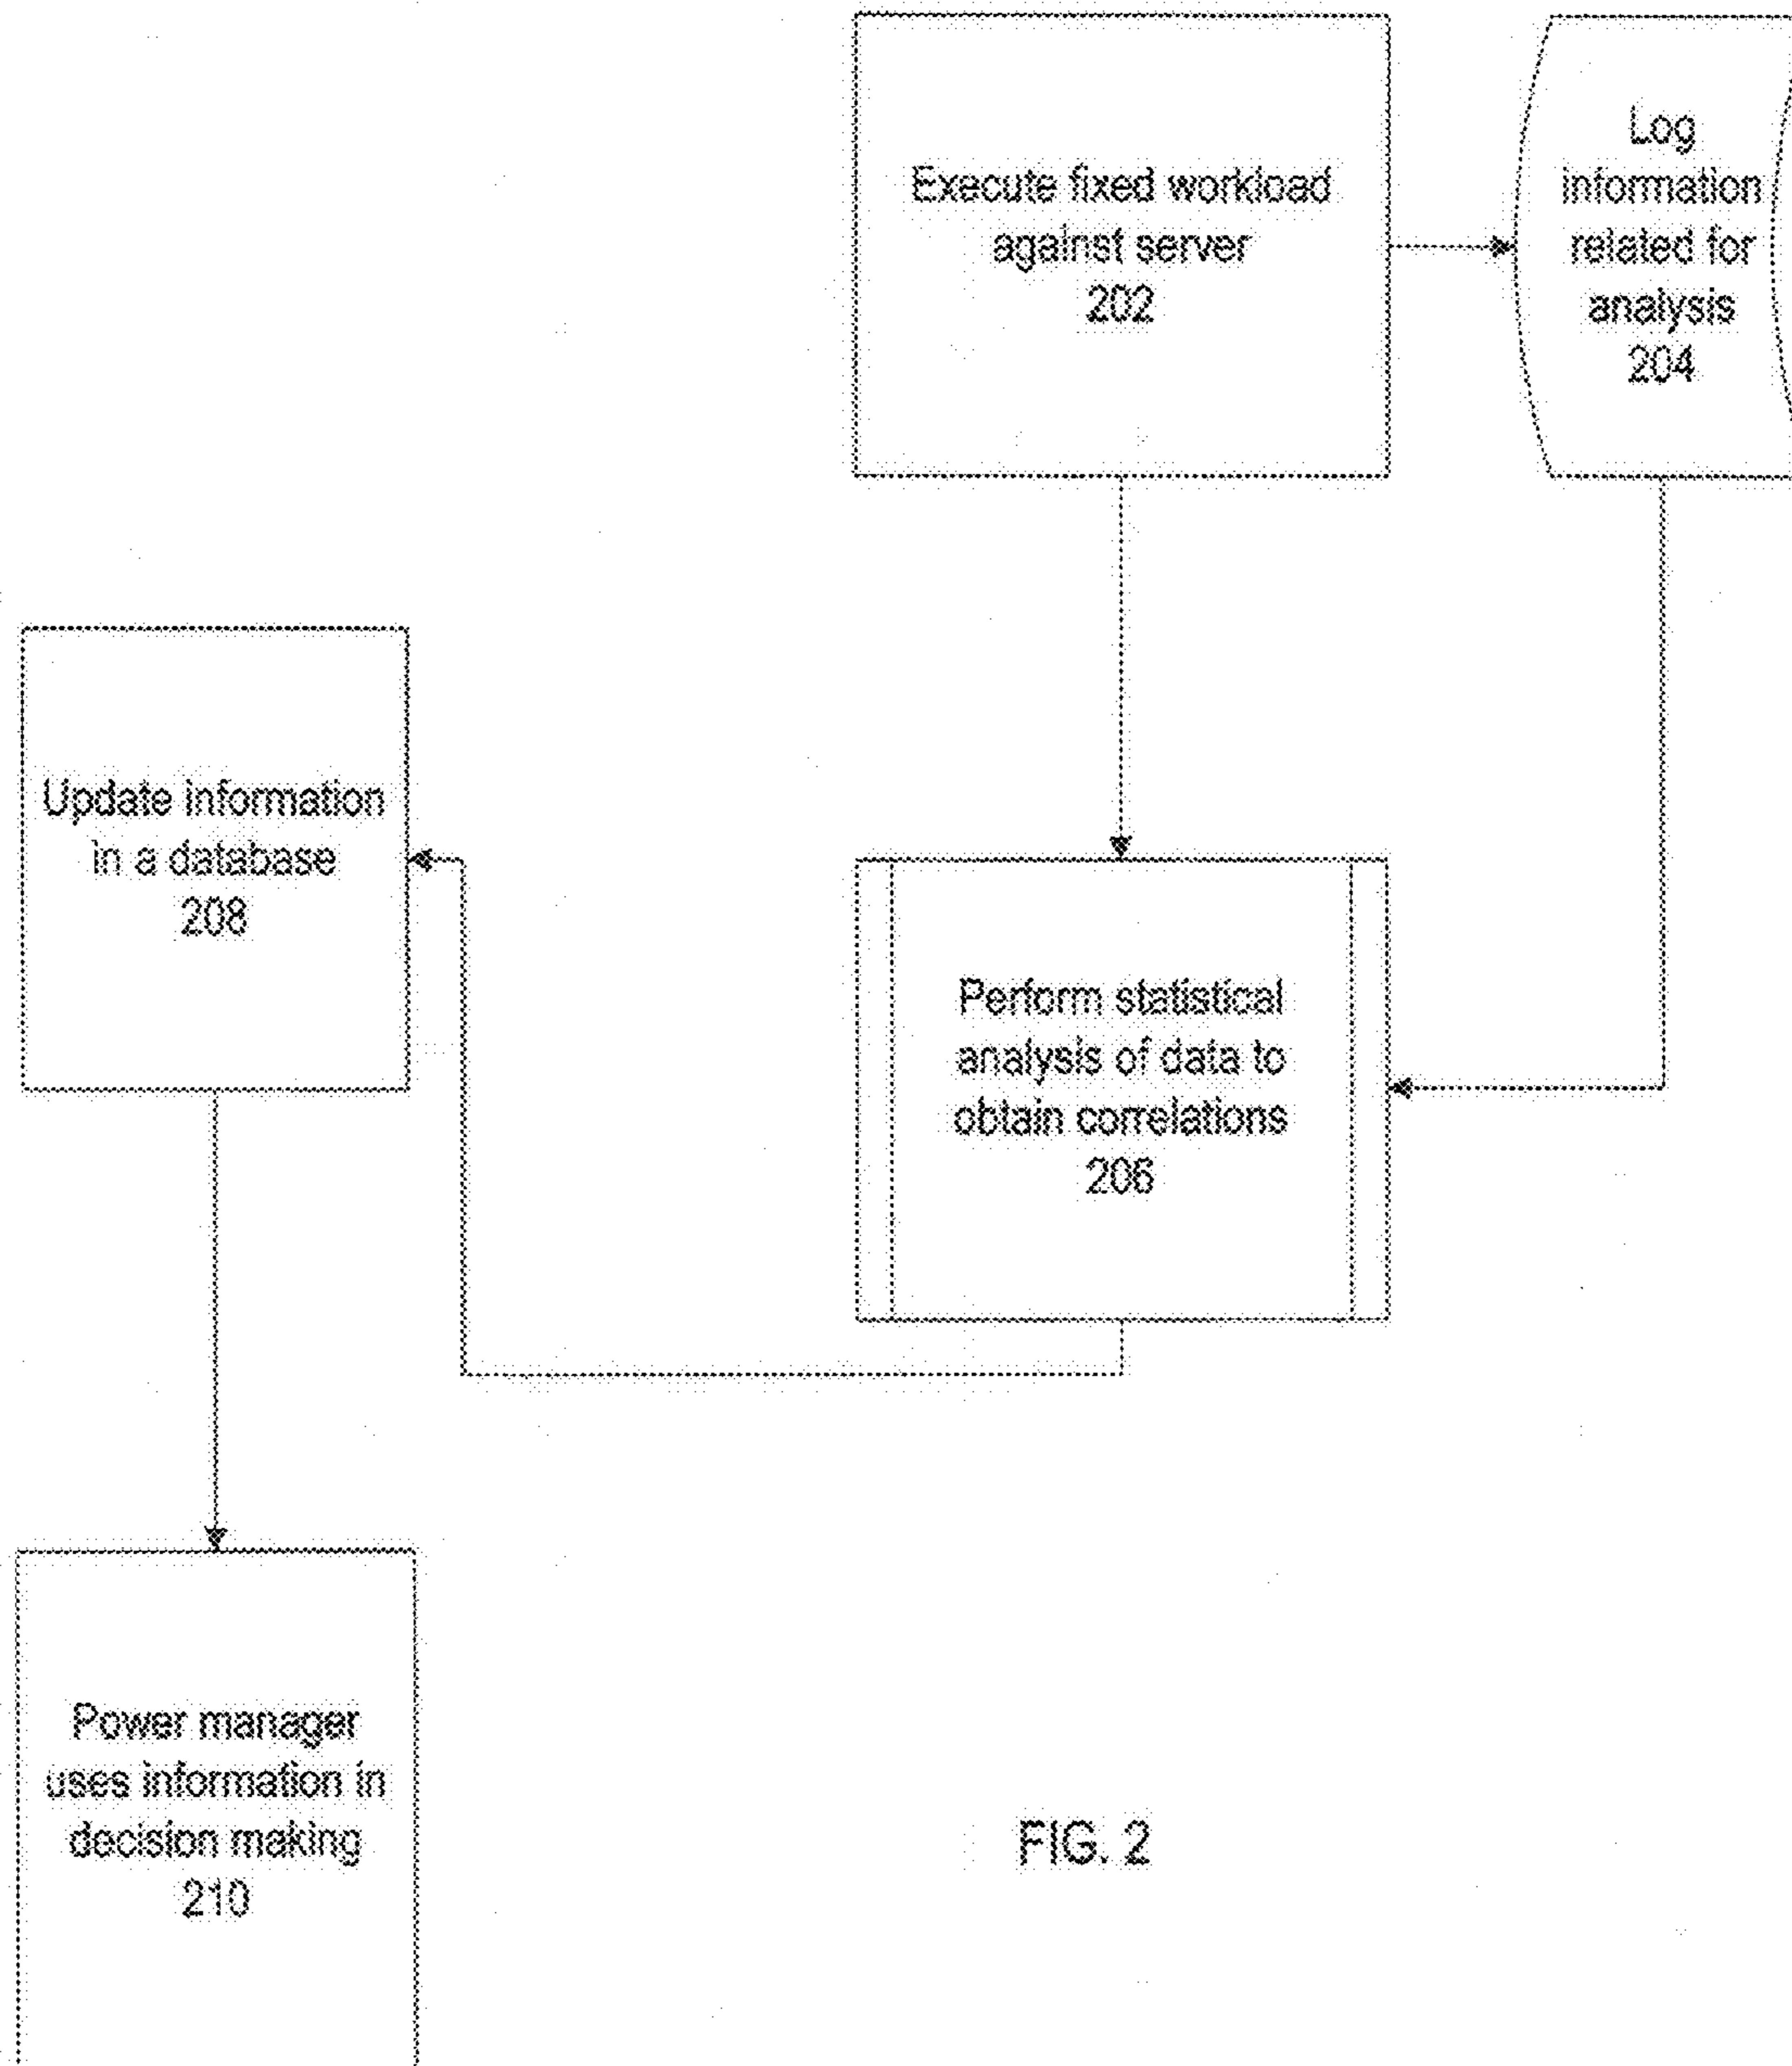 Execute fixed workload
against server
202
Log
information
related for
analysis
204
Update information
in a database
208
Perform statistical
analysis of data to
obtain correlations
206
Power manager
uses information in
decision making
210
FIG. 2